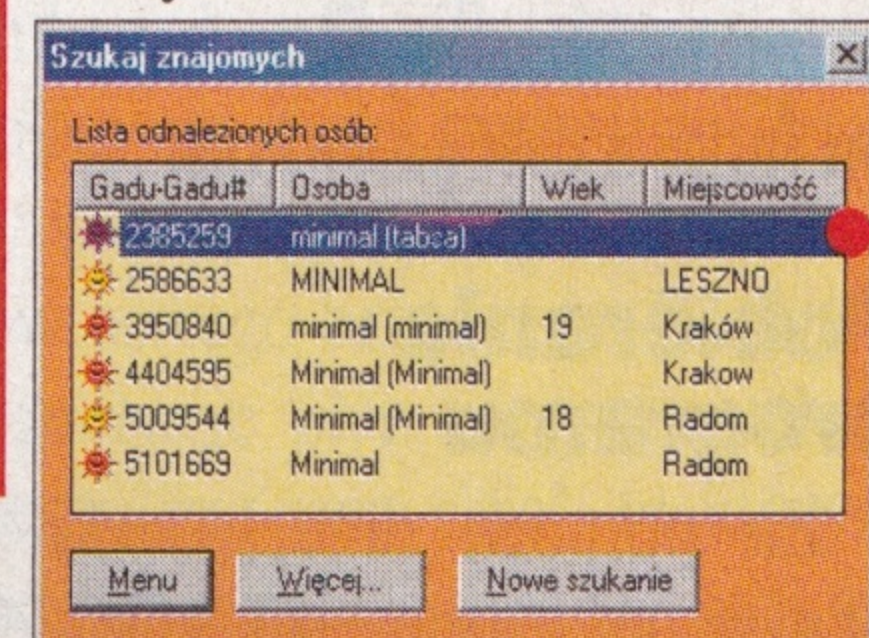 Szukaj znajomych
Lista odnalezionych osób:
Gadu-Gadu# Osoba Wiek Miejscowość
2385259 minimal (tabsa)
2586633 MINIMAL LESZNO
3950840 minimal (minimal) 19 Kraków
4404595 Minimal (Minimal) Krakow
5009544 Minimal (Minimal) 18 Radom
5101669 Minimal Radom
Menu Więcej... Nowe szukanie